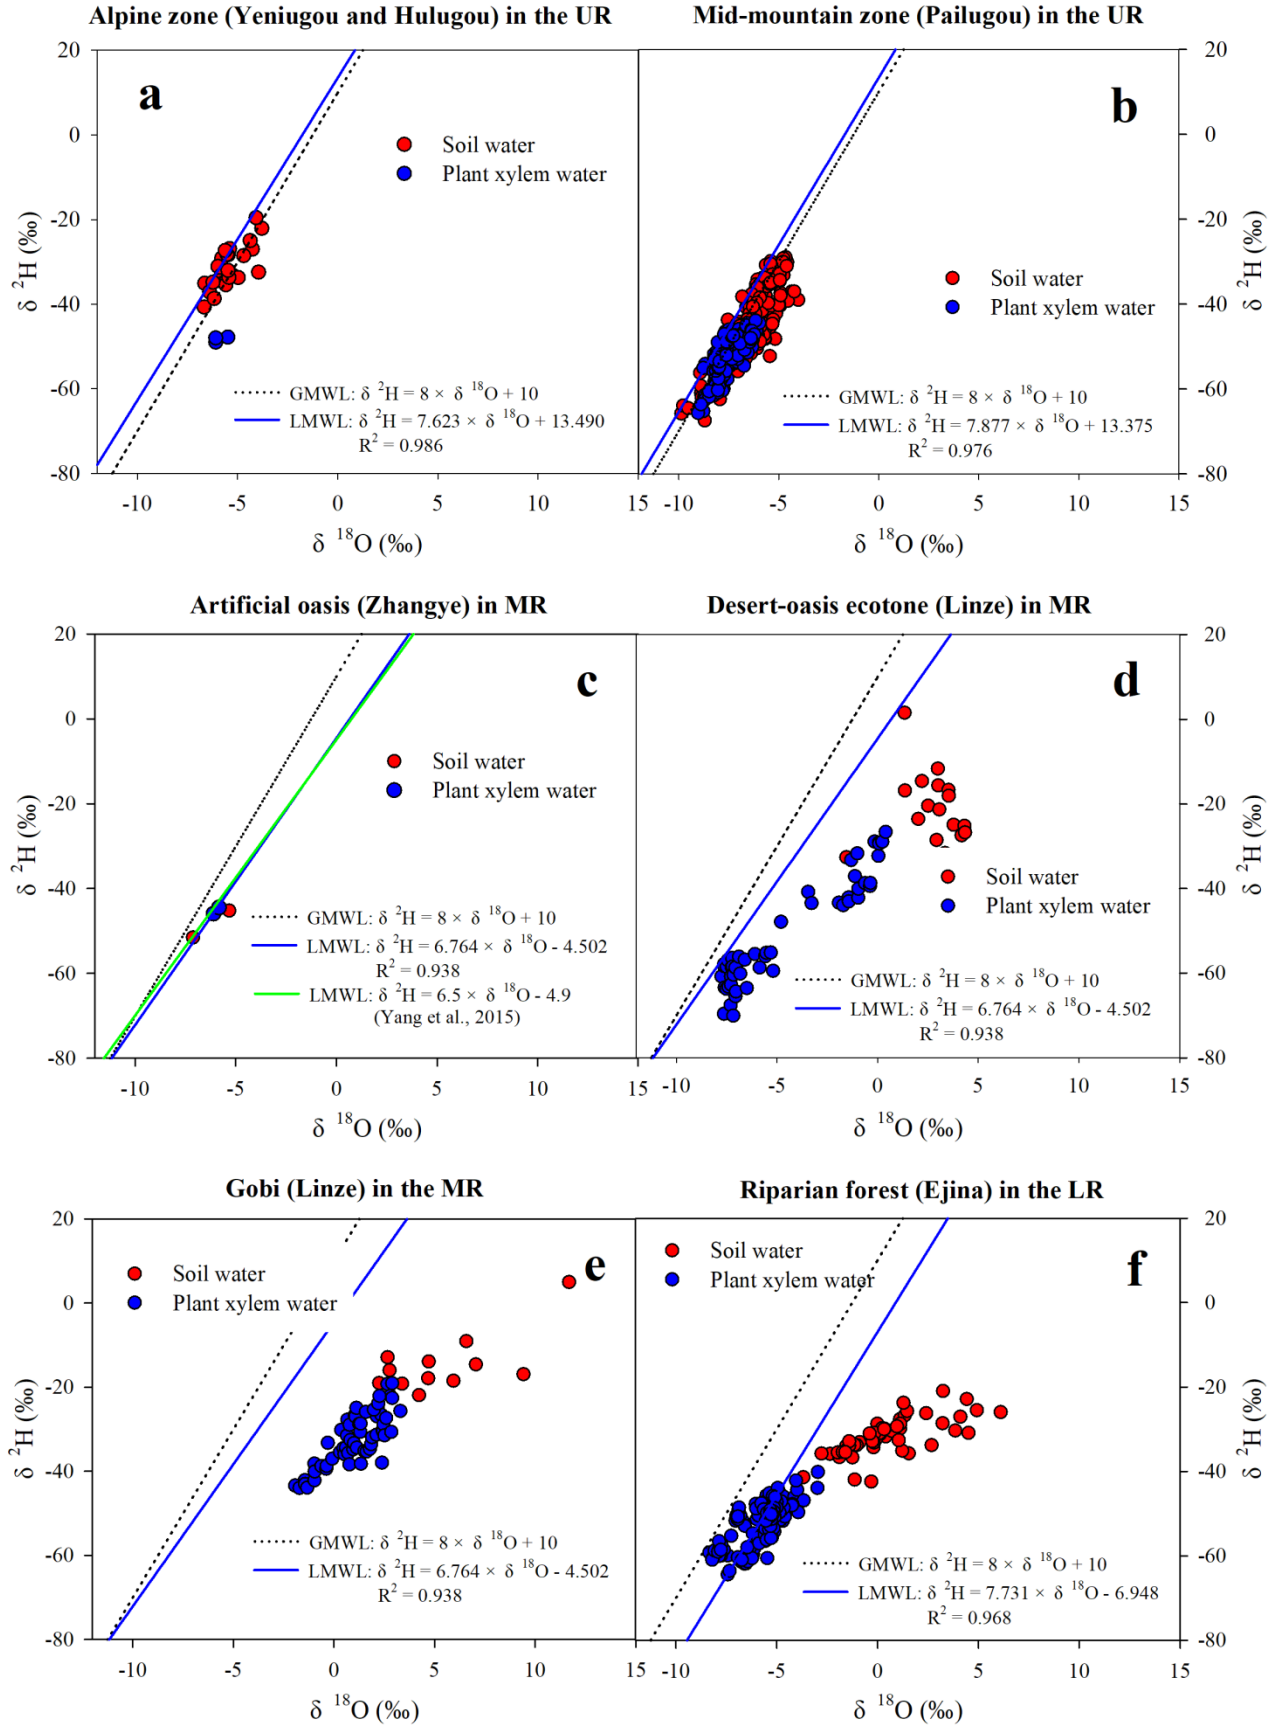 Alpine zone (Yeniugou and Hulugou) in the UR
Mid-mountain zone (Pailugou) in the UR
20
0
-20
-40
-60
-80
δ ²H (‰)
a
Soil water
Plant xylem water
GMWL: δ ²H = 8 × δ ¹⁸O + 10
LMWL: δ ²H = 7.623 × δ ¹⁸O + 13.490
R² = 0.986
-10
-5
0
5
10
15
δ ¹⁸O (‰)
b
Soil water
Plant xylem water
GMWL: δ ²H = 8 × δ ¹⁸O + 10
LMWL: δ ²H = 7.877 × δ ¹⁸O + 13.375
R² = 0.976
20
0
-20
-40
-60
-80
δ ²H (‰)
-10
-5
0
5
10
15
δ ¹⁸O (‰)
Artificial oasis (Zhangye) in MR
Desert-oasis ecotone (Linze) in MR
20
0
-20
-40
-60
-80
δ ²H (‰)
c
Soil water
Plant xylem water
GMWL: δ ²H = 8 × δ ¹⁸O + 10
LMWL: δ ²H = 6.764 × δ ¹⁸O - 4.502
R² = 0.938
LMWL: δ ²H = 6.5 × δ ¹⁸O - 4.9
(Yang et al., 2015)
-10
-5
0
5
10
15
δ ¹⁸O (‰)
d
Soil water
Plant xylem water
GMWL: δ ²H = 8 × δ ¹⁸O + 10
LMWL: δ ²H = 6.764 × δ ¹⁸O - 4.502
R² = 0.938
20
0
-20
-40
-60
-80
δ ²H (‰)
-10
-5
0
5
10
15
δ ¹⁸O (‰)
Gobi (Linze) in the MR
Riparian forest (Ejina) in the LR
20
0
-20
-40
-60
-80
δ ²H (‰)
e
Soil water
Plant xylem water
GMWL: δ ²H = 8 × δ ¹⁸O + 10
LMWL: δ ²H = 6.764 × δ ¹⁸O - 4.502
R² = 0.938
-10
-5
0
5
10
15
δ ¹⁸O (‰)
f
Soil water
Plant xylem water
GMWL: δ ²H = 8 × δ ¹⁸O + 10
LMWL: δ ²H = 7.731 × δ ¹⁸O - 6.948
R² = 0.968
20
0
-20
-40
-60
-80
δ ²H (‰)
-10
-5
0
5
10
15
δ ¹⁸O (‰)